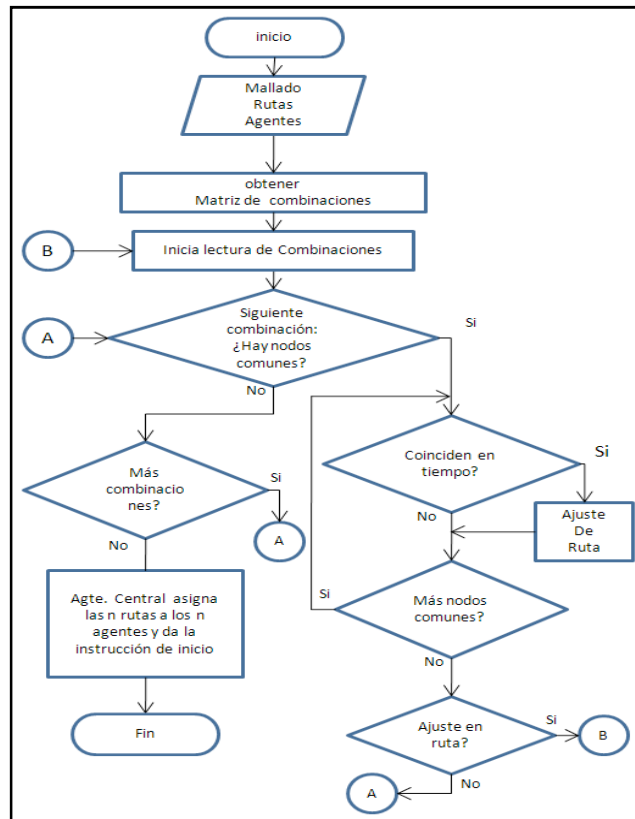 inicio
Mallado
Rutas
Agentes
obtener
Matriz de combinaciones
B
Inicia lectura de Combinaciones
A
Siguiente
combinación:
¿Hay nodos
comunes?
Si
No
Más
combinacio
nes?
Si
A
No
Agte. Central asigna
las n rutas a los n
agentes y da la
instrucción de inicio
Fin
Coinciden en
tiempo?
Si
No
Ajuste
De
Ruta
Más nodos
comunes?
Si
No
Ajuste en
ruta?
Si
B
No
A